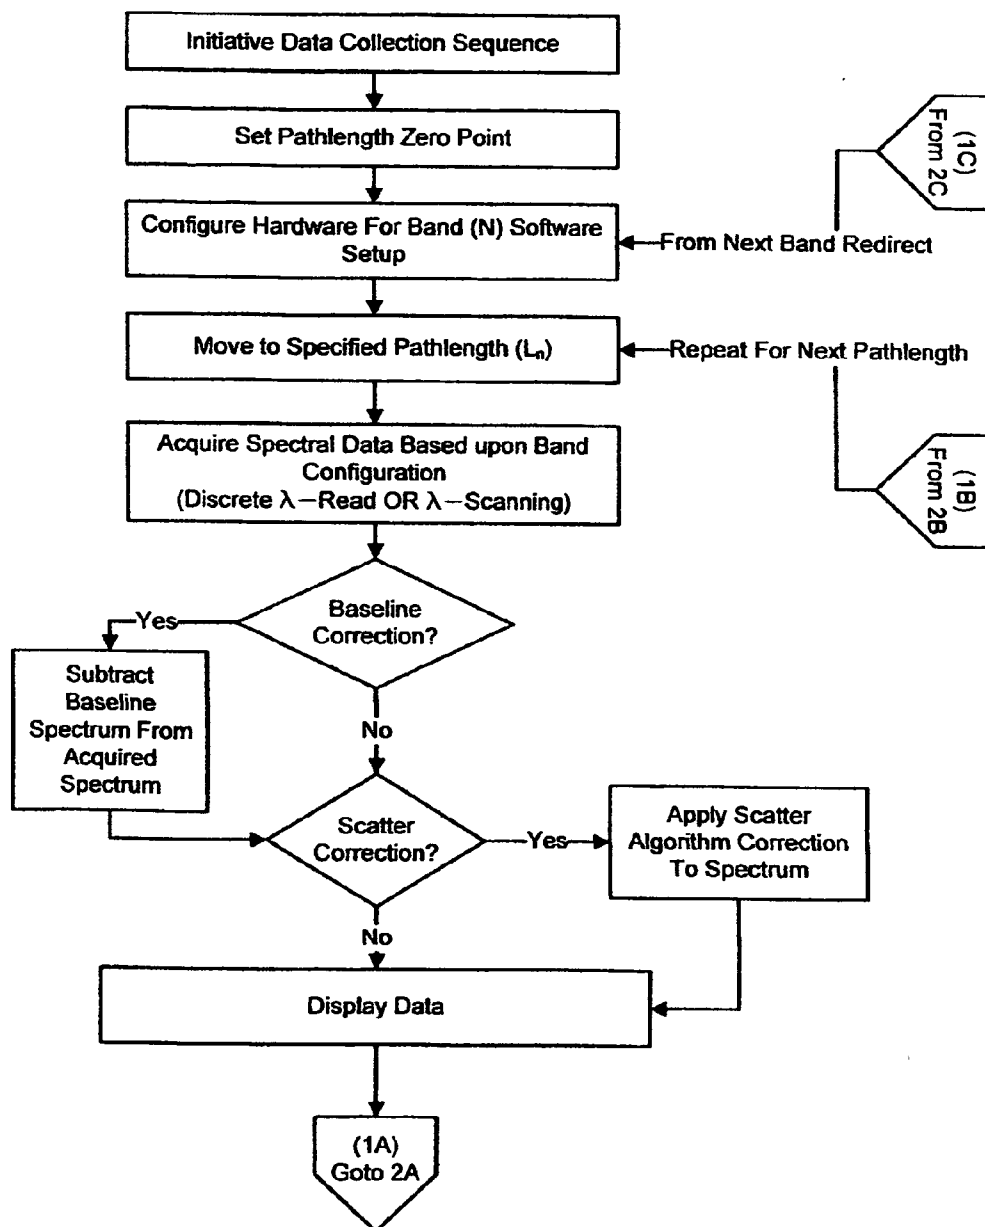 Initiative Data Collection Sequence
Set Pathlength Zero Point
(1C)
From 2C
Configure Hardware For Band (N) Software
Setup
From Next Band Redirect
Move to Specified Pathlength (Lₙ)
Repeat For Next Pathlength
Acquire Spectral Data Based upon Band
Configuration
(Discrete λ—Read OR λ—Scanning)
(1B)
From 2B
Baseline
Correction?
Yes
Subtract
Baseline
Spectrum From
Acquired
Spectrum
No
Scatter
Correction?
Yes
Apply Scatter
Algorithm Correction
To Spectrum
No
Display Data
(1A)
Goto 2A